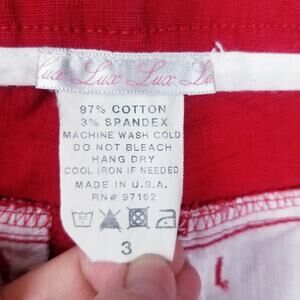 Lux Lux Lux Lu
97% COTTON
3% SPANDEX
MACHINE WASH COLD
DO NOT BLEACH
HANG DRY
COOL IRON IF NEEDED
MADE IN U.S.A.
RN# 97162
3